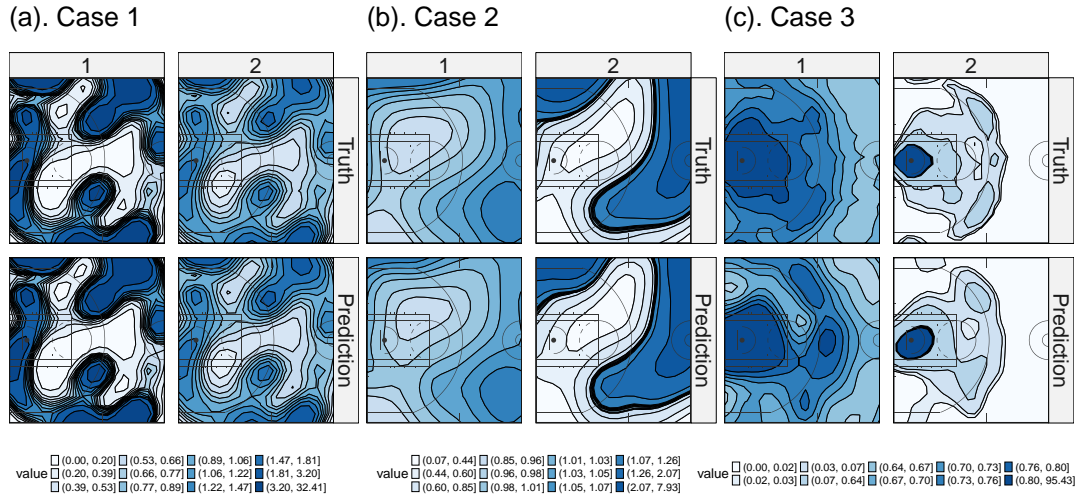 (a). Case 1
(b). Case 2
(c). Case 3
1 2 1 2 1 2
Truth Truth Truth
Prediction Prediction Prediction
value (0.00, 0.20] (0.53, 0.66] (0.89, 1.06] (1.47, 1.81]
(0.20, 0.39] (0.66, 0.77] (1.06, 1.22] (1.81, 3.20]
(0.39, 0.53] (0.77, 0.89] (1.22, 1.47] (3.20, 32.41]
value (0.07, 0.44] (0.85, 0.96] (1.01, 1.03] (1.07, 1.26]
(0.44, 0.60] (0.96, 0.98] (1.03, 1.05] (1.26, 2.07]
(0.60, 0.85] (0.98, 1.01] (1.05, 1.07] (2.07, 7.93]
value (0.00, 0.02] (0.03, 0.07] (0.64, 0.67] (0.70, 0.73] (0.76, 0.80]
(0.02, 0.03] (0.07, 0.64] (0.67, 0.70] (0.73, 0.76] (0.80, 95.43]